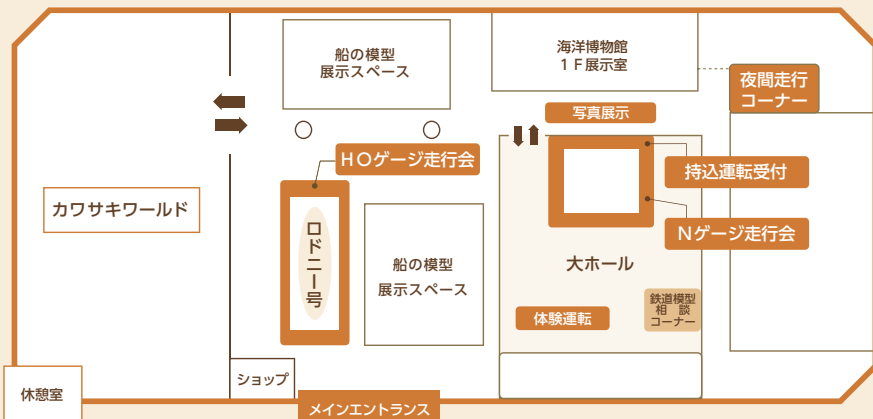 船の模型
展示スペース
海洋博物館
１Ｆ展示室
夜間走行
コーナー
写真展示
ＨＯゲージ走行会
持込運転受付
カワサキワールド
ロドニー号
Ｎゲージ走行会
船の模型
展示スペース
大ホール
体験運転
鉄道模型
相　談
コーナー
ショップ
休憩室
メインエントランス